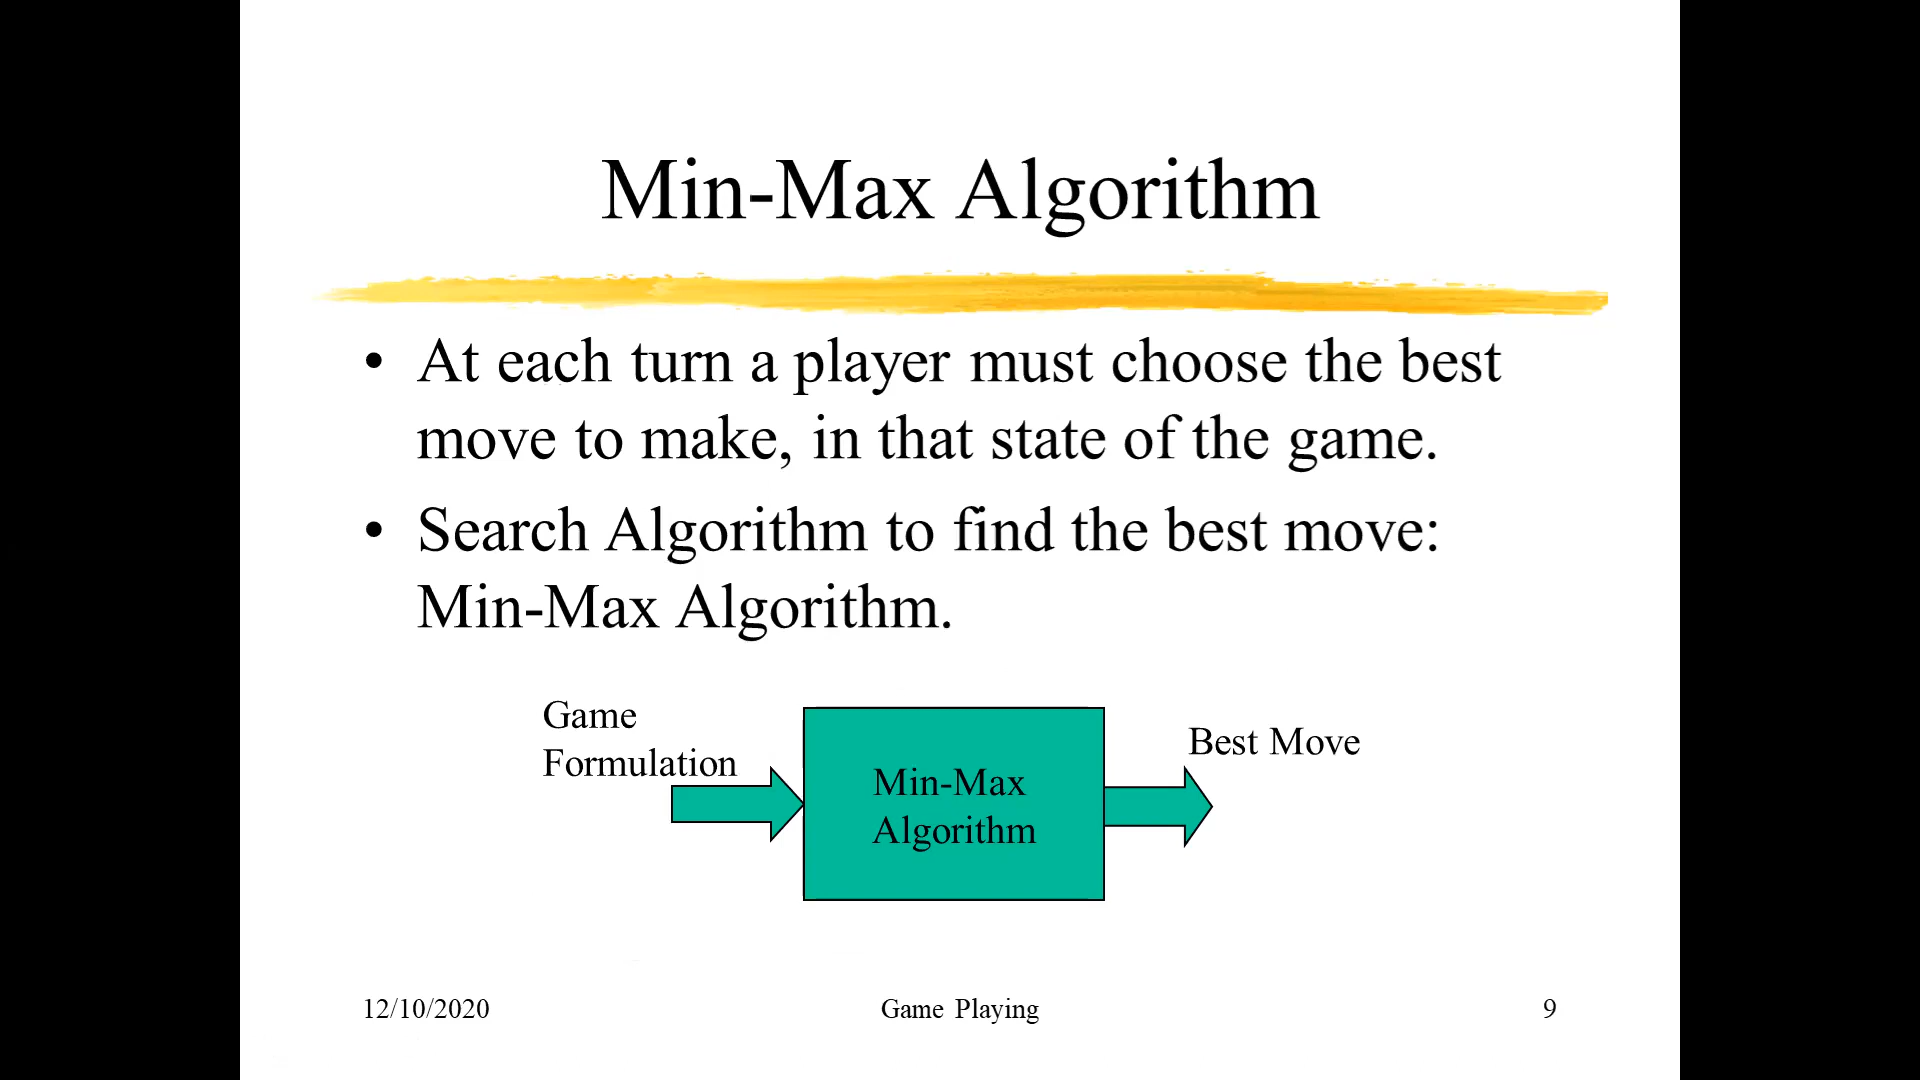 Min-Max Algorithm
• At each turn a player must choose the best
move to make, in that state of the game.
• Search Algorithm to find the best move:
Min-Max Algorithm.
Game
Formulation
Min-Max
Algorithm
Best Move
12/10/2020
Game Playing
9